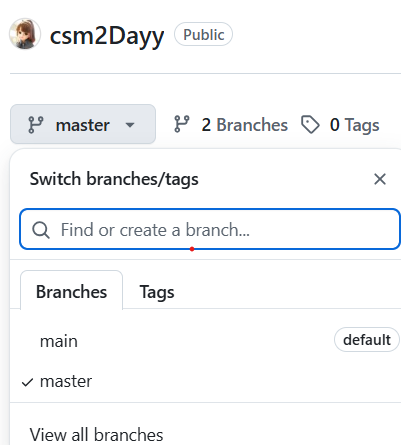 csm2Dayy Public
master 2 Branches 0 Tags
Switch branches/tags
Find or create a branch...
Branches Tags
main default
master
View all branches